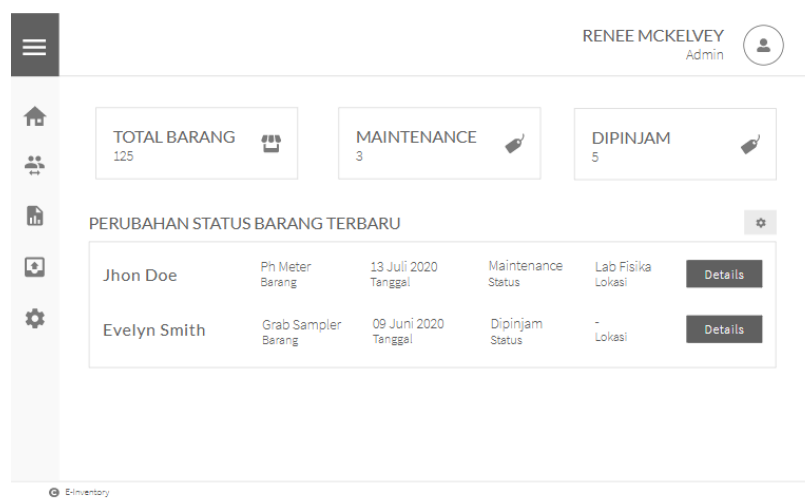 RENEE MCKELVEY
Admin
TOTAL BARANG
125
MAINTENANCE
3
DIPINJAM
5
PERUBAHAN STATUS BARANG TERBARU
Jhon Doe Ph Meter 13 Juli 2020 Maintenance Lab Fisika Details
Barang Tanggal Status Lokasi
Evelyn Smith Grab Sampler 09 Juni 2020 Dipinjam - Details
Barang Tanggal Status Lokasi
C E-Inventory